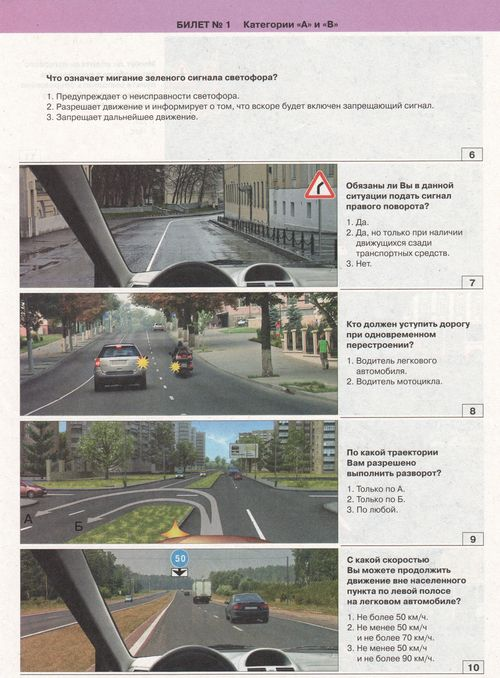 БИЛЕТ № 1    Категории «А» и «В»
Что означает мигание зеленого сигнала светофора?
1. Предупреждает о неисправности светофора.
2. Разрешает движение и информирует о том, что вскоре будет включен запрещающий сигнал.
3. Запрещает дальнейшее движение.
6
Обязаны ли Вы в данной
ситуации подать сигнал
правого поворота?
1. Да.
2. Да, но только при наличии
движущихся сзади
транспортных средств.
3. Нет.
7
Кто должен уступить дорогу
при одновременном
перестроении?
1. Водитель легкового
автомобиля.
2. Водитель мотоцикла.
8
А
Б
По какой траектории
Вам разрешено
выполнить разворот?
1. Только по А.
2. Только по Б.
3. По любой.
9
50
С какой скоростью
Вы можете продолжить
движение вне населенного
пункта по левой полосе
на легковом автомобиле?
1. Не более 50 км/ч.
2. Не менее 50 км/ч
и не более 70 км/ч.
3. Не менее 50 км/ч
и не более 90 км/ч.
10